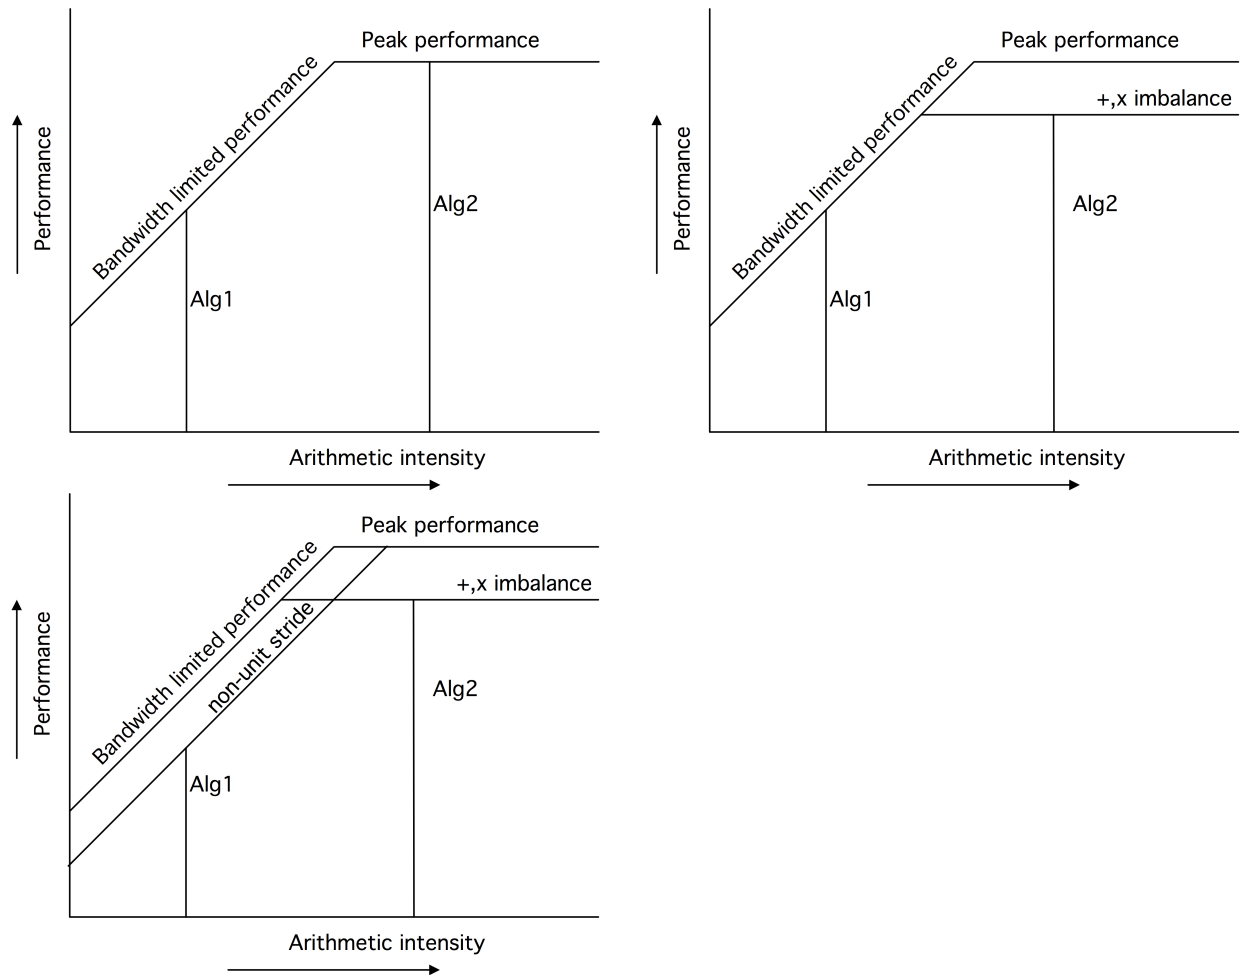 Peak performance
Bandwidth limited performance
Performance
Alg2
Alg1
Arithmetic intensity
Peak performance
+,x imbalance
Bandwidth limited performance
Performance
Alg2
Alg1
Arithmetic intensity
Peak performance
+,x imbalance
Bandwidth limited performance
non-unit stride
Performance
Alg2
Alg1
Arithmetic intensity